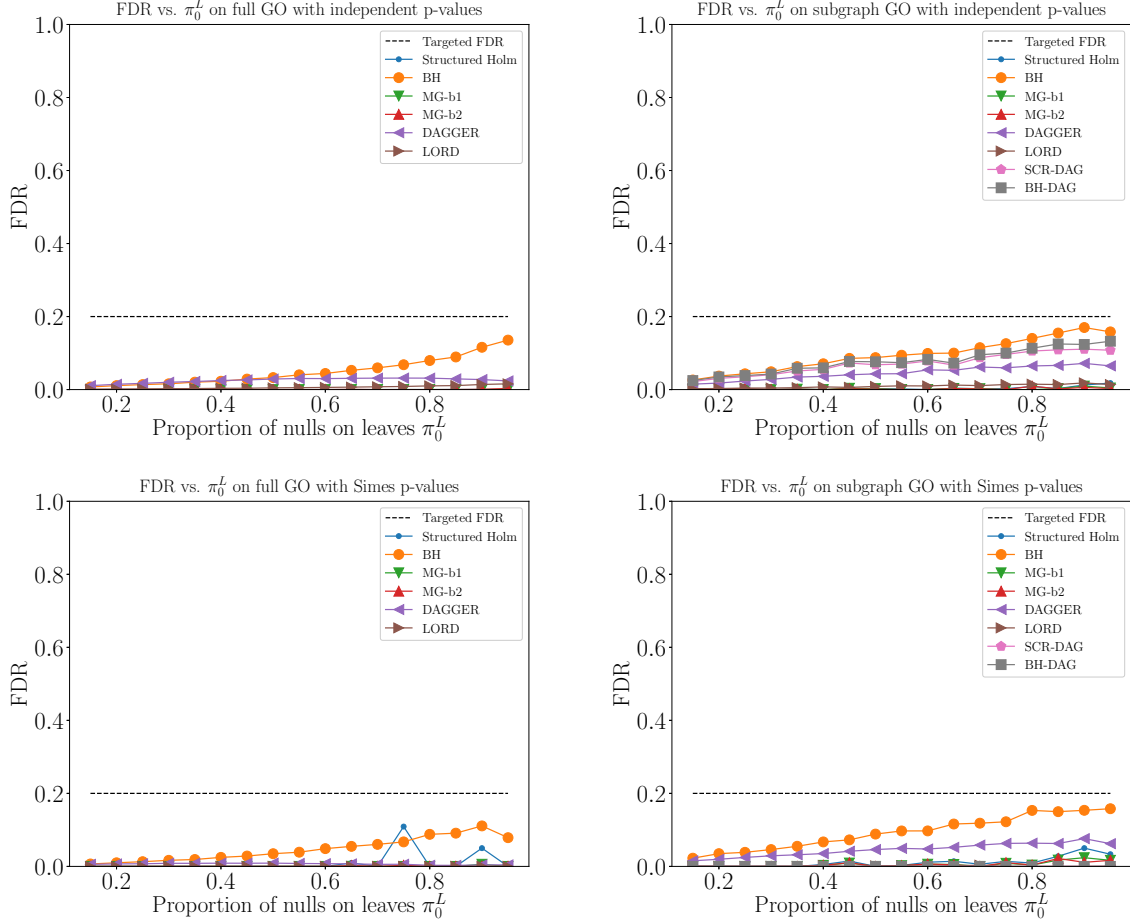 FDR vs. π₀ᴸ on full GO with independent p-values
1.0
0.8
0.6
0.4
0.2
0.0
FDR
Targeted FDR
Structured Holm
BH
MG-b1
MG-b2
DAGGER
LORD
0.2
0.4
0.6
0.8
Proportion of nulls on leaves π₀ᴸ
FDR vs. π₀ᴸ on subgraph GO with independent p-values
1.0
0.8
0.6
0.4
0.2
0.0
FDR
Targeted FDR
Structured Holm
BH
MG-b1
MG-b2
DAGGER
LORD
SCR-DAG
BH-DAG
0.2
0.4
0.6
0.8
Proportion of nulls on leaves π₀ᴸ
FDR vs. π₀ᴸ on full GO with Simes p-values
1.0
0.8
0.6
0.4
0.2
0.0
FDR
Targeted FDR
Structured Holm
BH
MG-b1
MG-b2
DAGGER
LORD
0.2
0.4
0.6
0.8
Proportion of nulls on leaves π₀ᴸ
FDR vs. π₀ᴸ on subgraph GO with Simes p-values
1.0
0.8
0.6
0.4
0.2
0.0
FDR
Targeted FDR
Structured Holm
BH
MG-b1
MG-b2
DAGGER
LORD
SCR-DAG
BH-DAG
0.2
0.4
0.6
0.8
Proportion of nulls on leaves π₀ᴸ